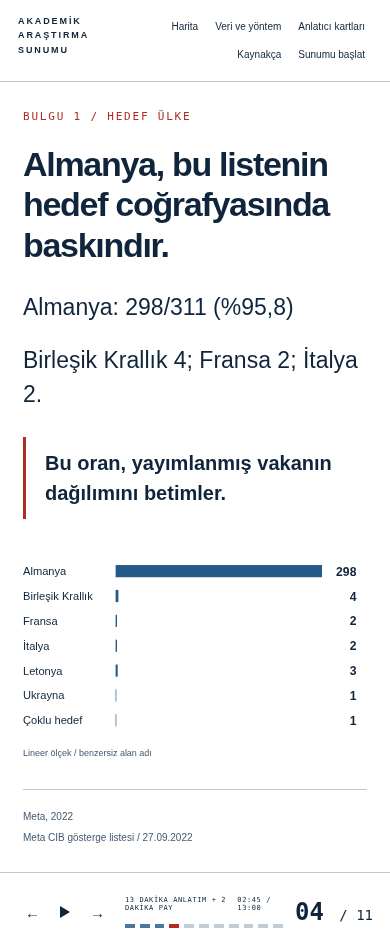 AKADEMİK
ARAŞTIRMA
SUNUMU
Harita Veri ve yöntem Anlatıcı kartları
Kaynakça Sunumu başlat
BULGU 1 / HEDEF ÜLKE
Almanya, bu listenin
hedef coğrafyasında
baskındır.
Almanya: 298/311 (%95,8)
Birleşik Krallık 4; Fransa 2; İtalya
2.
Bu oran, yayımlanmış vakanın
dağılımını betimler.
Almanya 298
Birleşik Krallık 4
Fransa 2
İtalya 2
Letonya 3
Ukrayna 1
Çoklu hedef 1
Lineer ölçek / benzersiz alan adı
Meta, 2022
Meta CIB gösterge listesi / 27.09.2022
← → 13 DAKİKA ANLATIM + 2 DAKİKA PAY 02:45 / 13:00 04 / 11